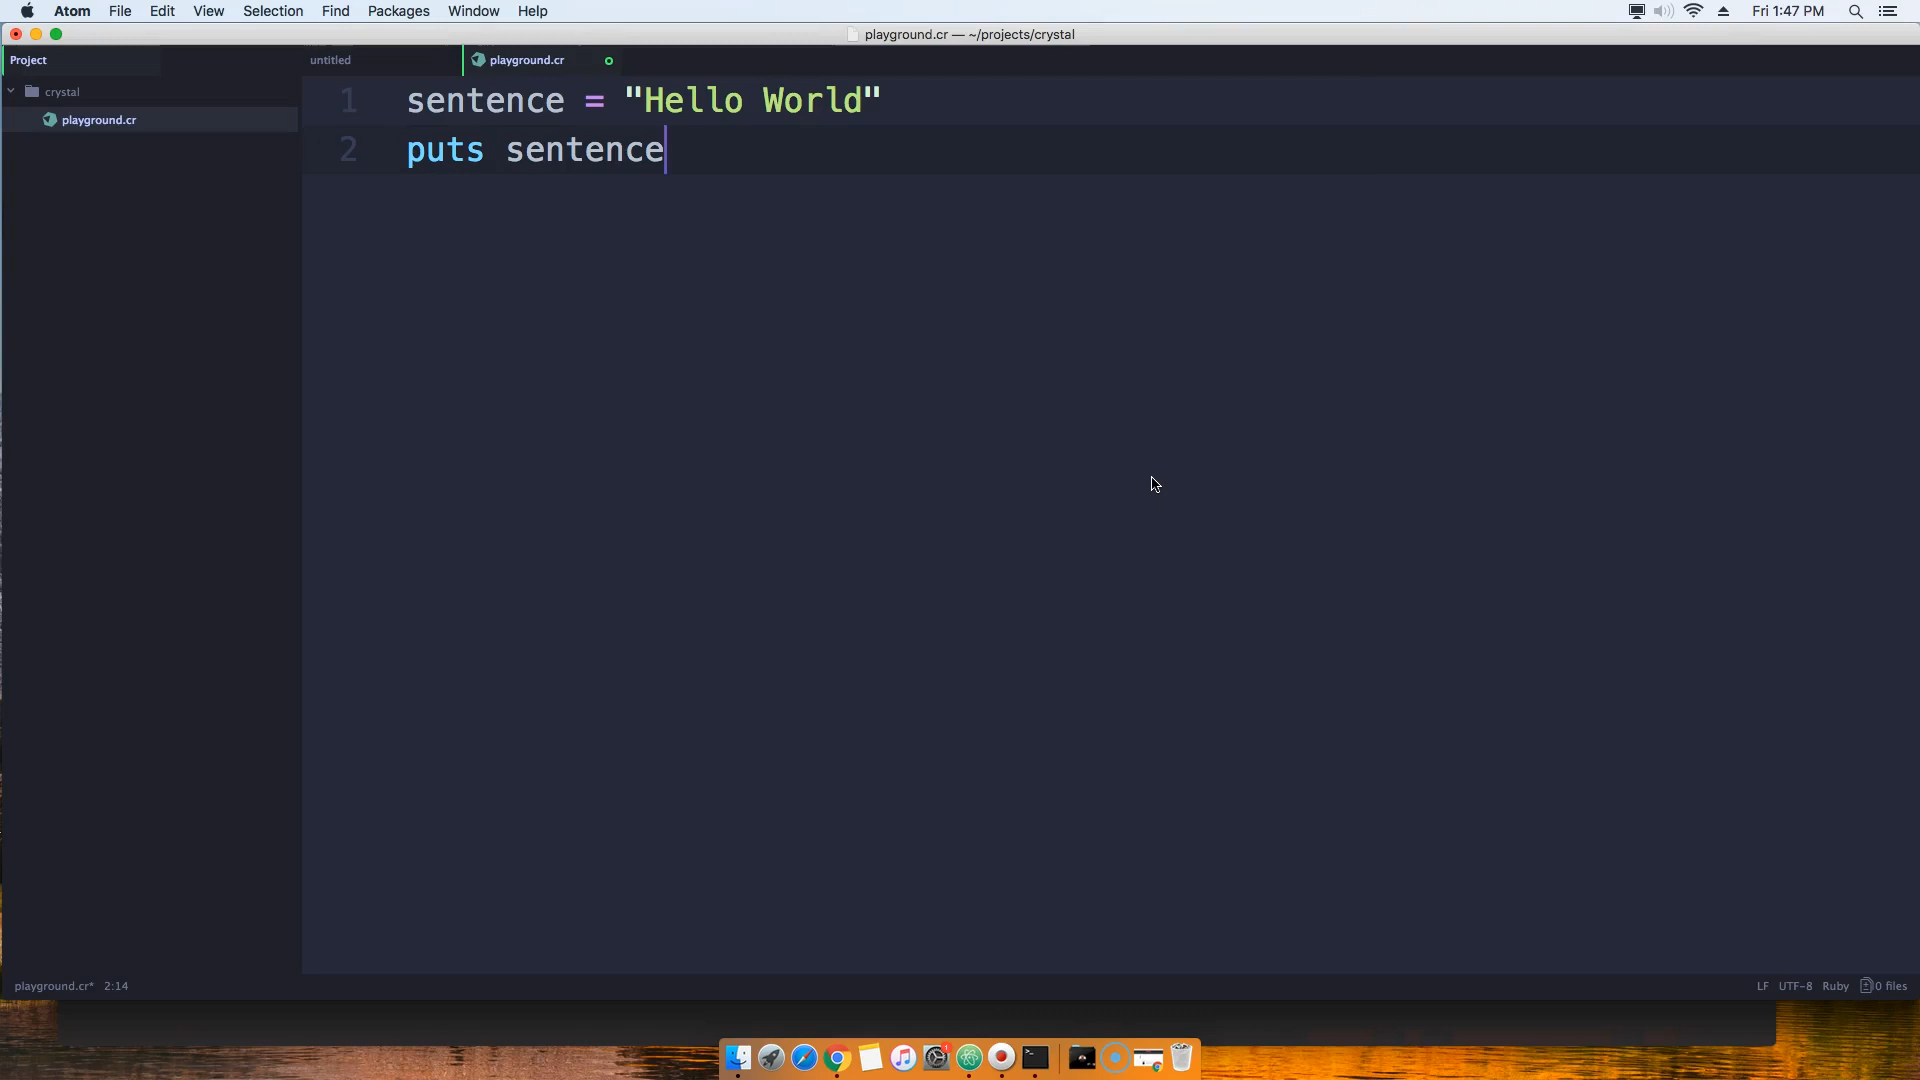 Atom File Edit View Selection Find Packages Window Help Fri 1:47 PM
playground.cr — ~/projects/crystal
Project untitled playground.cr
crystal
playground.cr
1 sentence = "Hello World"
2 puts sentence
playground.cr* 2:14 LF UTF-8 Ruby 0 files